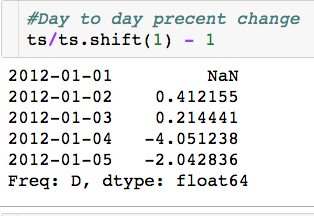 #Day to day precent change
ts/ts.shift(1) - 1
2012-01-01 NaN
2012-01-02 0.412155
2012-01-03 0.214441
2012-01-04 -4.051238
2012-01-05 -2.042836
Freq: D, dtype: float64